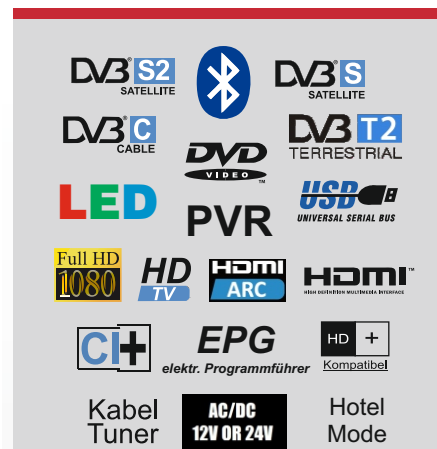 DVB S2
SATELLITE
DVB S
SATELLITE
DVB C
CABLE
DVD
VIDEO
TM
DVB T2
TERRESTRIAL
LED
PVR
USB
UNIVERSAL SERIAL BUS
Full HD
1080
HD
TV
HDMI
ARC
HDMI™
HIGH DEFINITION MULTIMEDIA INTERFACE
CI+
EPG
elektr. Programmführer
HD +
Kompatibel
Kabel
Tuner
AC/DC
12V OR 24V
Hotel
Mode